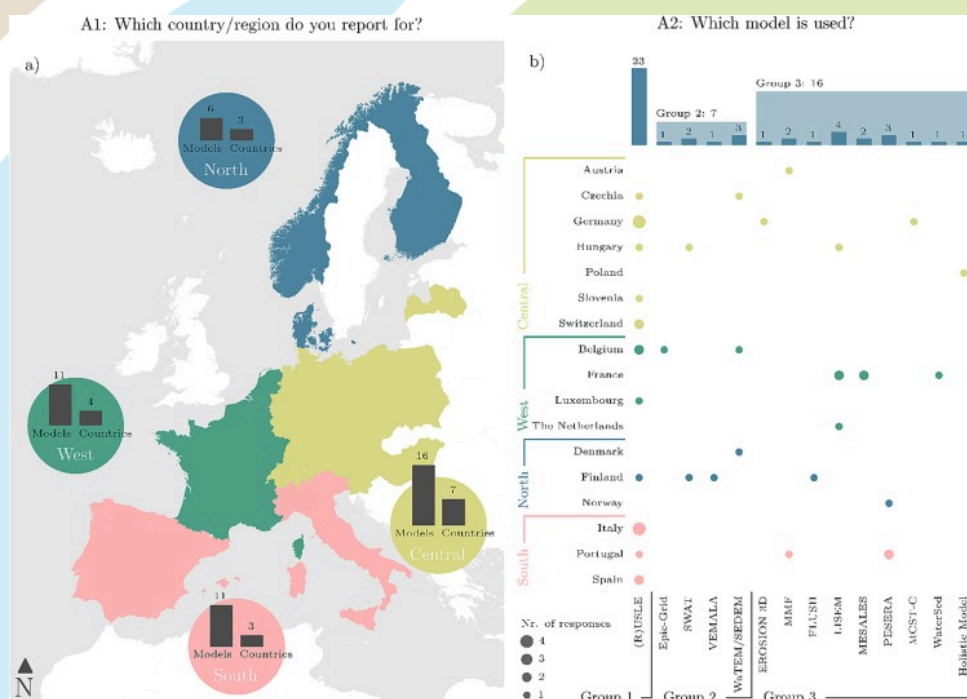 A1: Which country/region do you report for?
a)
6
3
Models Countries
North
11
4
Models Countries
West
16
7
Models Countries
Central
11
3
Models Countries
South
N
A2: Which model is used?
b)
23
Group 2: 7
1 2 1 3
Group 3: 16
1 2 1 4 2 3 1 1 1
Central
Austria
Czechia
Germany
Hungary
Poland
Slovenia
Switzerland
West
Belgium
France
Luxembourg
The Netherlands
North
Denmark
Finland
Norway
South
Italy
Portugal
Spain
Nr. of responses
4
3
2
1
(R)USLE
Epic-Grid
SWAT
VEMALA
WaTEM/SEDEM
EROSION 3D
MMF
FLUSH
LISEM
MESALES
PESERA
MCST-C
WaterSed
Holistic Model
Group 1
Group 2
Group 3